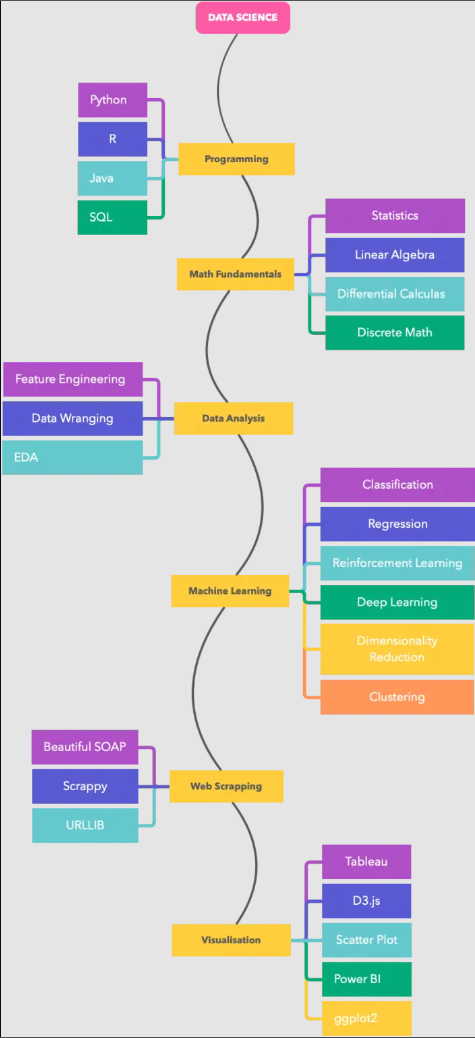 DATA SCIENCE
Python
R
Java
SQL
Programming
Math Fundamentals
Statistics
Linear Algebra
Differential Calculas
Discrete Math
Feature Engineering
Data Wranging
EDA
Data Analysis
Machine Learning
Classification
Regression
Reinforcement Learning
Deep Learning
Dimensionality
Reduction
Clustering
Beautiful SOAP
Scrappy
URLLIB
Web Scrapping
Visualisation
Tableau
D3.js
Scatter Plot
Power BI
ggplot2